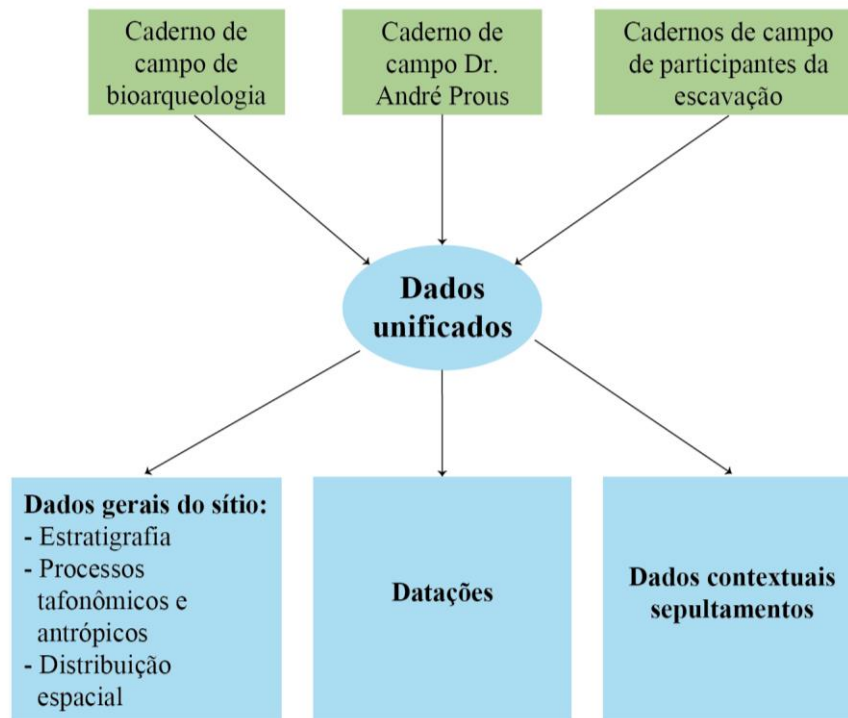 Caderno de
campo de
bioarqueologia
Caderno de
campo Dr.
André Prous
Cadernos de campo
de participantes da
escavação
Dados
unificados
Dados gerais do sítio:
- Estratigrafia
- Processos
tafonômicos e
antrópicos
- Distribuição
espacial
Datações
Dados contextuais
sepultamentos